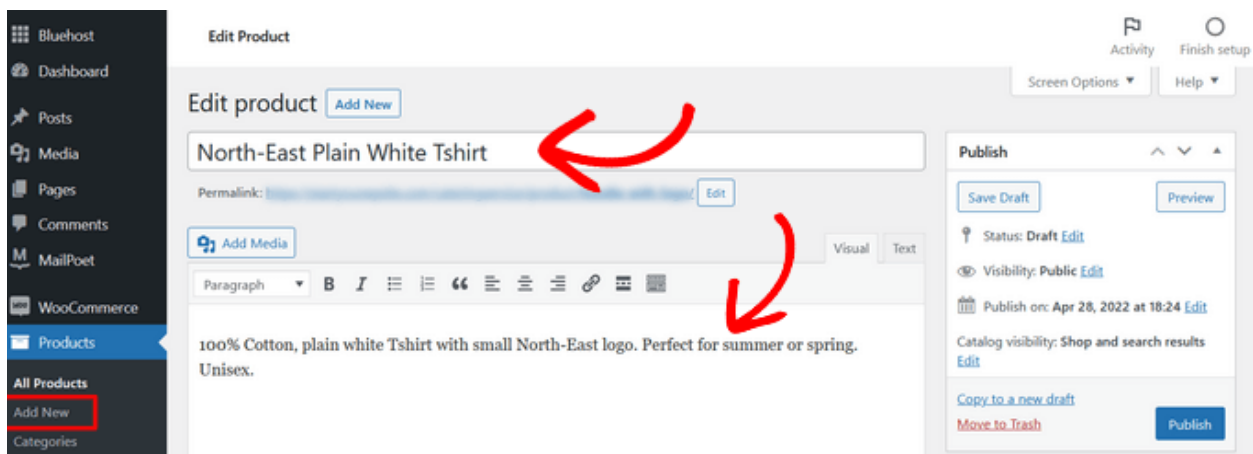 Bluehost
Dashboard
Posts
Media
Pages
Comments
MailPoet
WooCommerce
Products
All Products
Add New
Categories
Edit Product
Activity
Finish setup
Screen Options
Help
Edit product Add New
North-East Plain White Tshirt
Permalink: Edit
Add Media
Visual Text
Paragraph
100% Cotton, plain white Tshirt with small North-East logo. Perfect for summer or spring.
Unisex.
Publish
Save Draft Preview
Status: Draft Edit
Visibility: Public Edit
Publish on: Apr 28, 2022 at 18:24 Edit
Catalog visibility: Shop and search results
Edit
Copy to a new draft
Move to Trash Publish